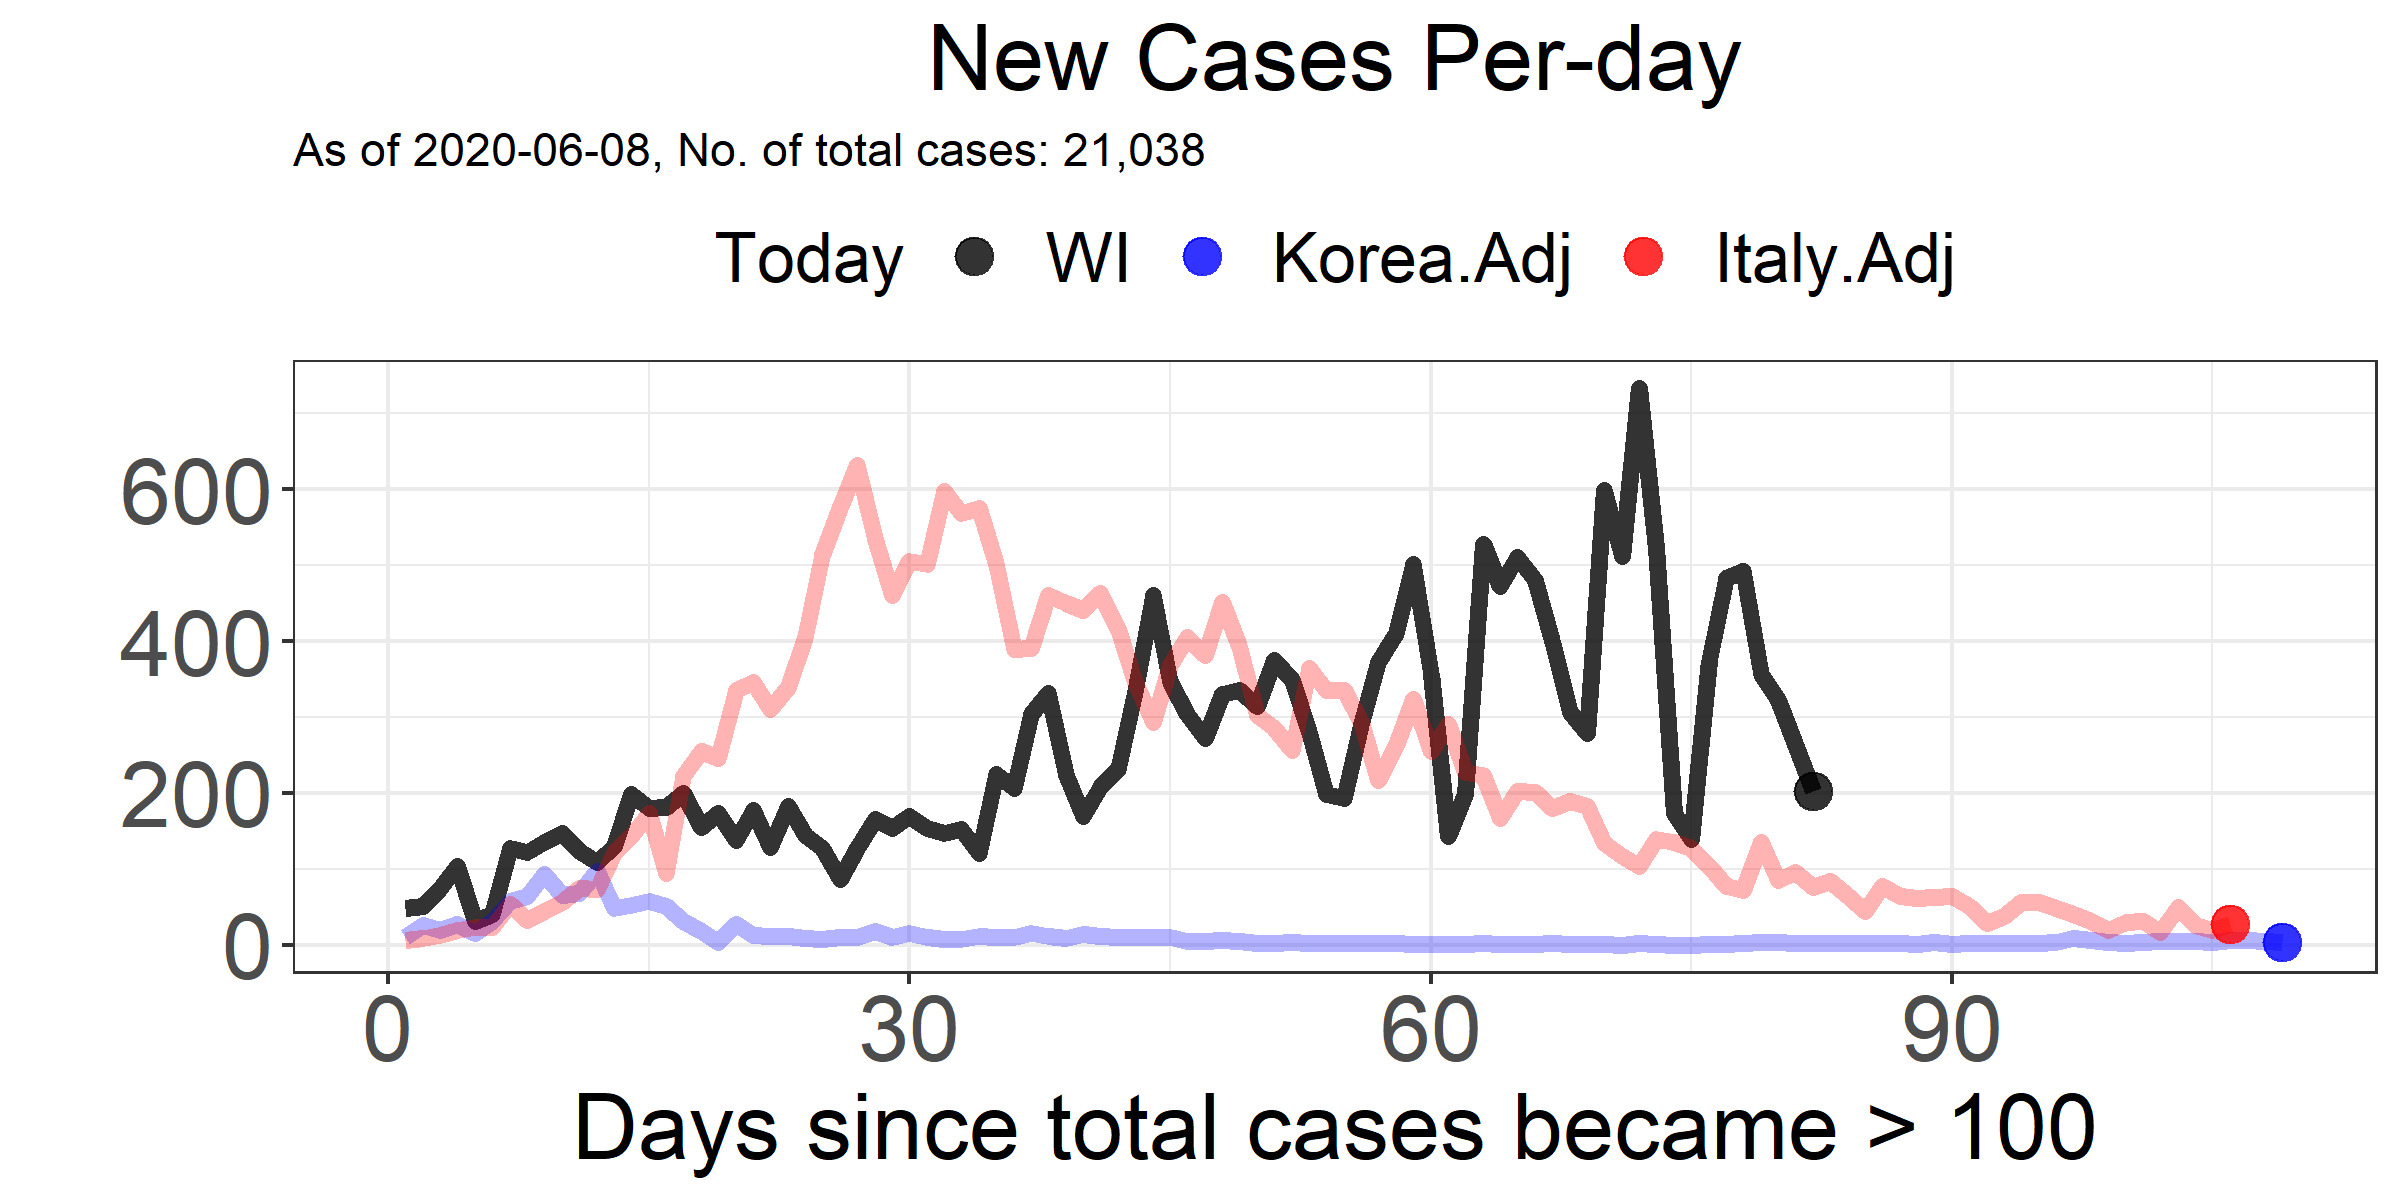 New Cases Per-day
As of 2020-06-08, No. of total cases: 21,038
Today WI Korea.Adj Italy.Adj
600
400
200
0
0 30 60 90
Days since total cases became > 100